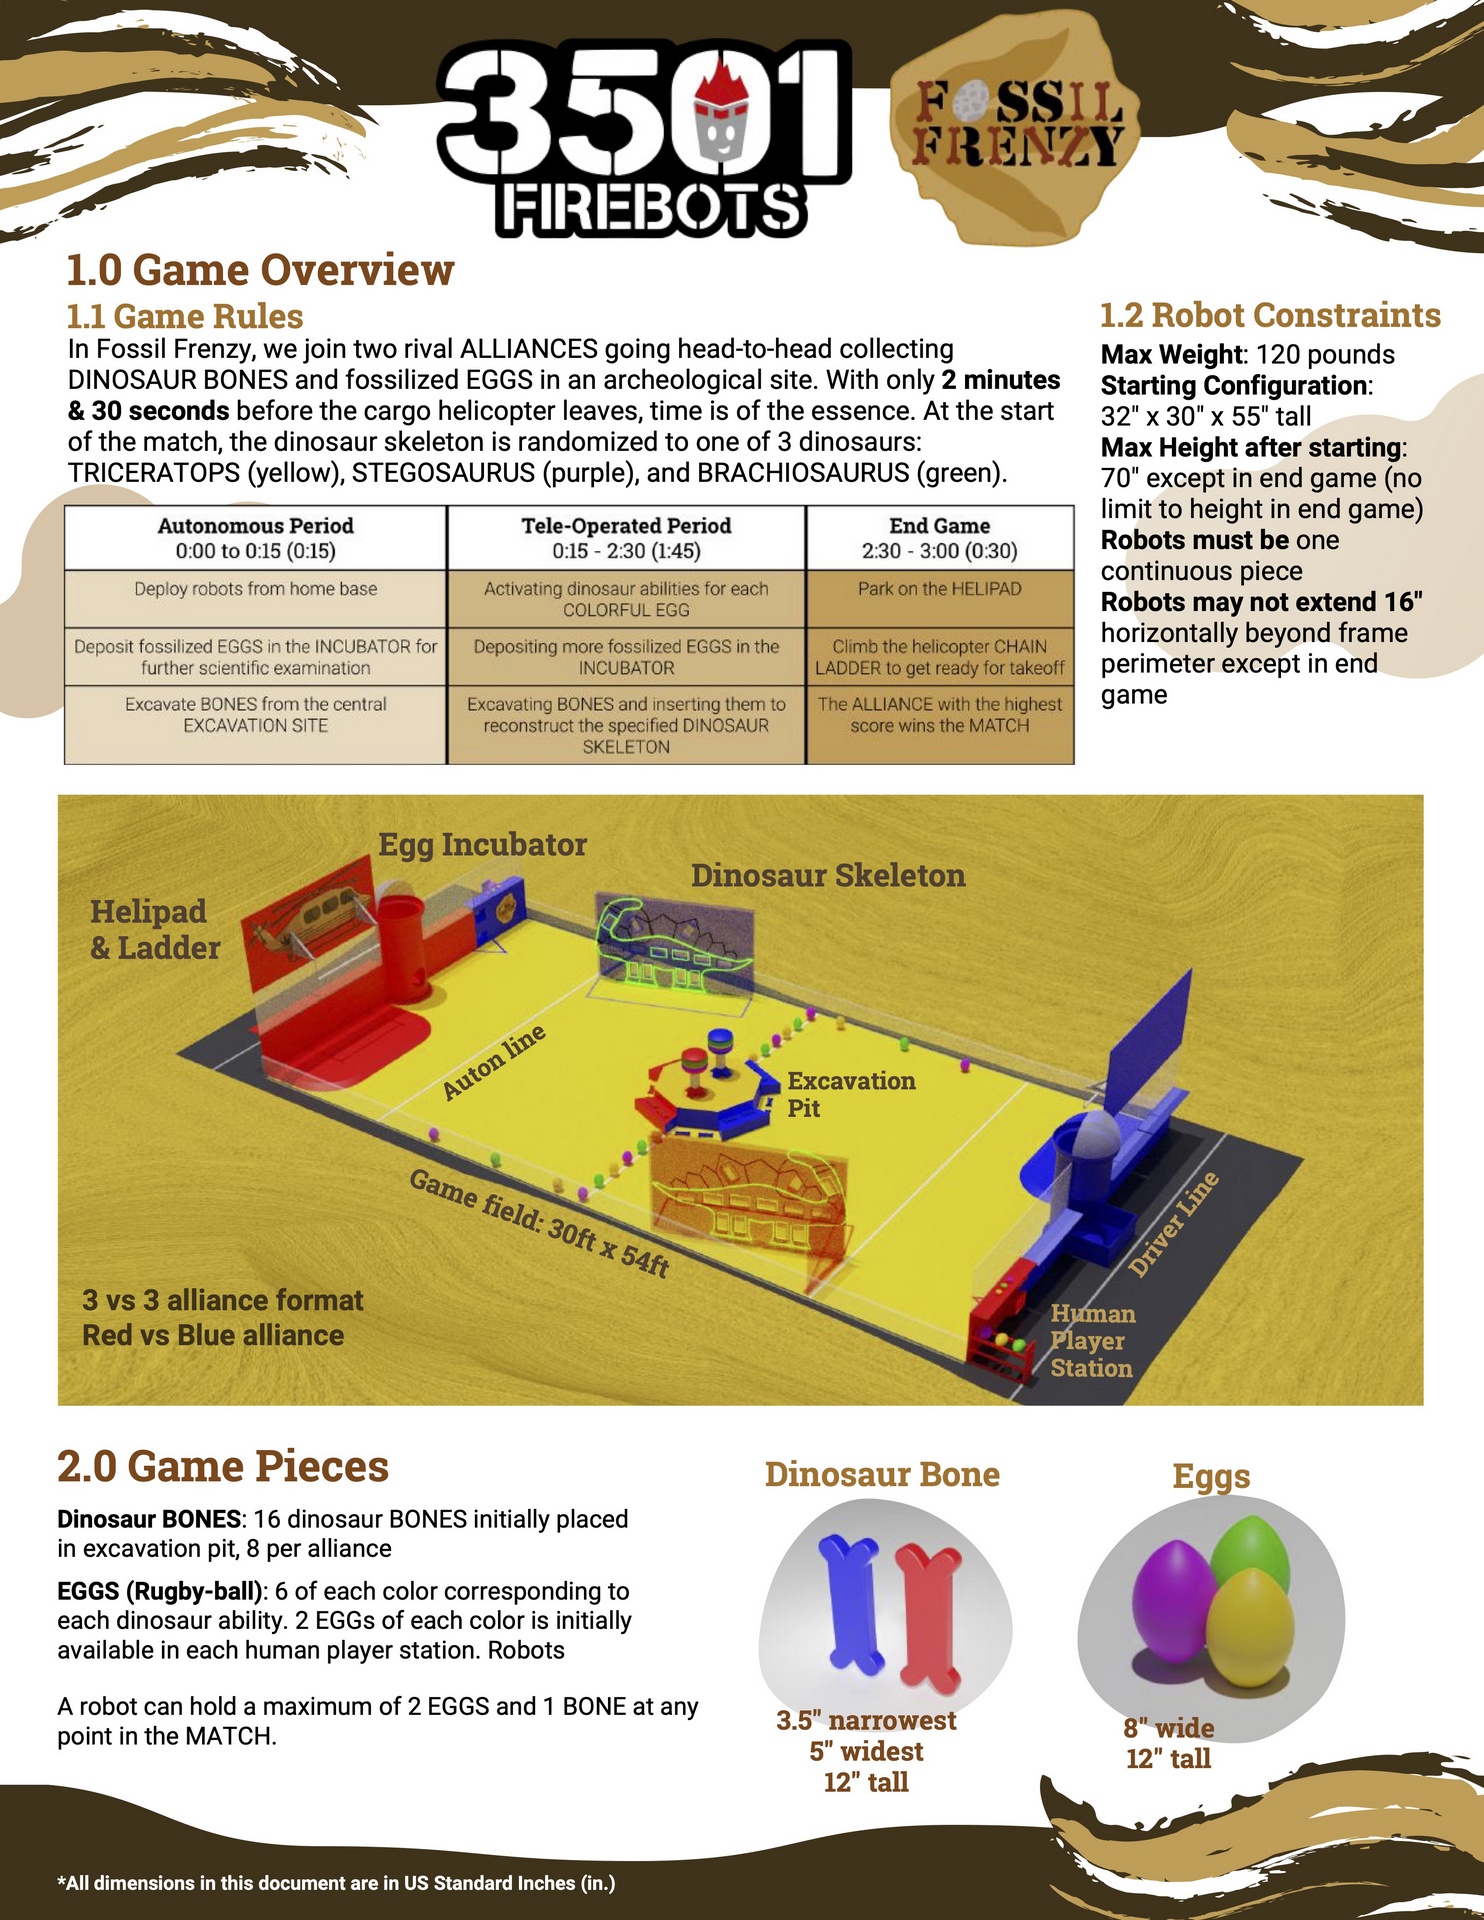 3501
FIREBOTS
FOSSIL
FRENZY
1.0 Game Overview
1.1 Game Rules
In Fossil Frenzy, we join two rival ALLIANCES going head-to-head collecting
DINOSAUR BONES and fossilized EGGS in an archeological site. With only 2 minutes
& 30 seconds before the cargo helicopter leaves, time is of the essence. At the start
of the match, the dinosaur skeleton is randomized to one of 3 dinosaurs:
TRICERATOPS (yellow), STEGOSAURUS (purple), and BRACHIOSAURUS (green).
1.2 Robot Constraints
Max Weight: 120 pounds
Starting Configuration:
32" x 30" x 55" tall
Max Height after starting:
70" except in end game (no
limit to height in end game)
Robots must be one
continuous piece
Robots may not extend 16"
horizontally beyond frame
perimeter except in end
game
Autonomous Period
0:00 to 0:15 (0:15)
Deploy robots from home base
Deposit fossilized EGGS in the INCUBATOR for
further scientific examination
Excavate BONES from the central
EXCAVATION SITE
Tele-Operated Period
0:15 - 2:30 (1:45)
Activating dinosaur abilities for each
COLORFUL EGG
Depositing more fossilized EGGS in the
INCUBATOR
Excavating BONES and inserting them to
reconstruct the specified DINOSAUR
SKELETON
End Game
2:30 - 3:00 (0:30)
Park on the HELIPAD
Climb the helicopter CHAIN
LADDER to get ready for takeoff
The ALLIANCE with the highest
score wins the MATCH
Egg Incubator
Dinosaur Skeleton
Helipad
& Ladder
Auton line
Excavation
Pit
Game field: 30ft x 54ft
Driver Line
Human
Player
Station
3 vs 3 alliance format
Red vs Blue alliance
2.0 Game Pieces
Dinosaur BONES: 16 dinosaur BONES initially placed
in excavation pit, 8 per alliance
EGGS (Rugby-ball): 6 of each color corresponding to
each dinosaur ability. 2 EGGs of each color is initially
available in each human player station. Robots
A robot can hold a maximum of 2 EGGS and 1 BONE at any
point in the MATCH.
Dinosaur Bone
3.5" narrowest
5" widest
12" tall
Eggs
8" wide
12" tall
*All dimensions in this document are in US Standard Inches (in.)